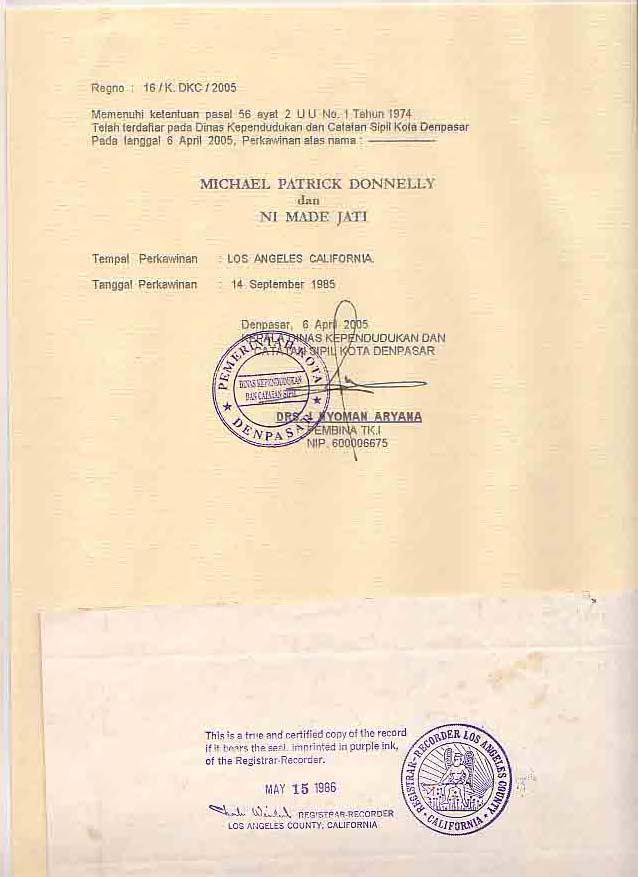 Regno : 16 / K. DKC / 2005
Memenuhi ketentuan pasal 56 ayat 2 U U No. 1 Tahun 1974
Telah terdaftar pada Dinas Kependudukan dan Catatan Sipil Kota Denpasar
Pada tanggal 6 April 2005, Perkawinan atas nama :
MICHAEL PATRICK DONNELLY
dan
NI MADE JATI
Tempat Perkawinan : LOS ANGELES CALIFORNIA.
Tanggal Perkawinan : 14 September 1985
Denpasar, 6 April 2005
KEPALA DINAS KEPENDUDUKAN DAN
CATATAN SIPIL KOTA DENPASAR
PEMERINTAH KOTA
DINAS KEPENDUDUKAN
DAN CATATAN SIPIL
DENPASAR
DRS. NYOMAN ARYANA
PEMBINA TK.I
NIP. 600006675
This is a true and certified copy of the record
if it bears the seal, imprinted in purple ink,
of the Registrar-Recorder.
MAY 15 1986
REGISTRAR-RECORDER
LOS ANGELES COUNTY, CALIFORNIA
REGISTRAR-RECORDER LOS ANGELES COUNTY
CALIFORNIA